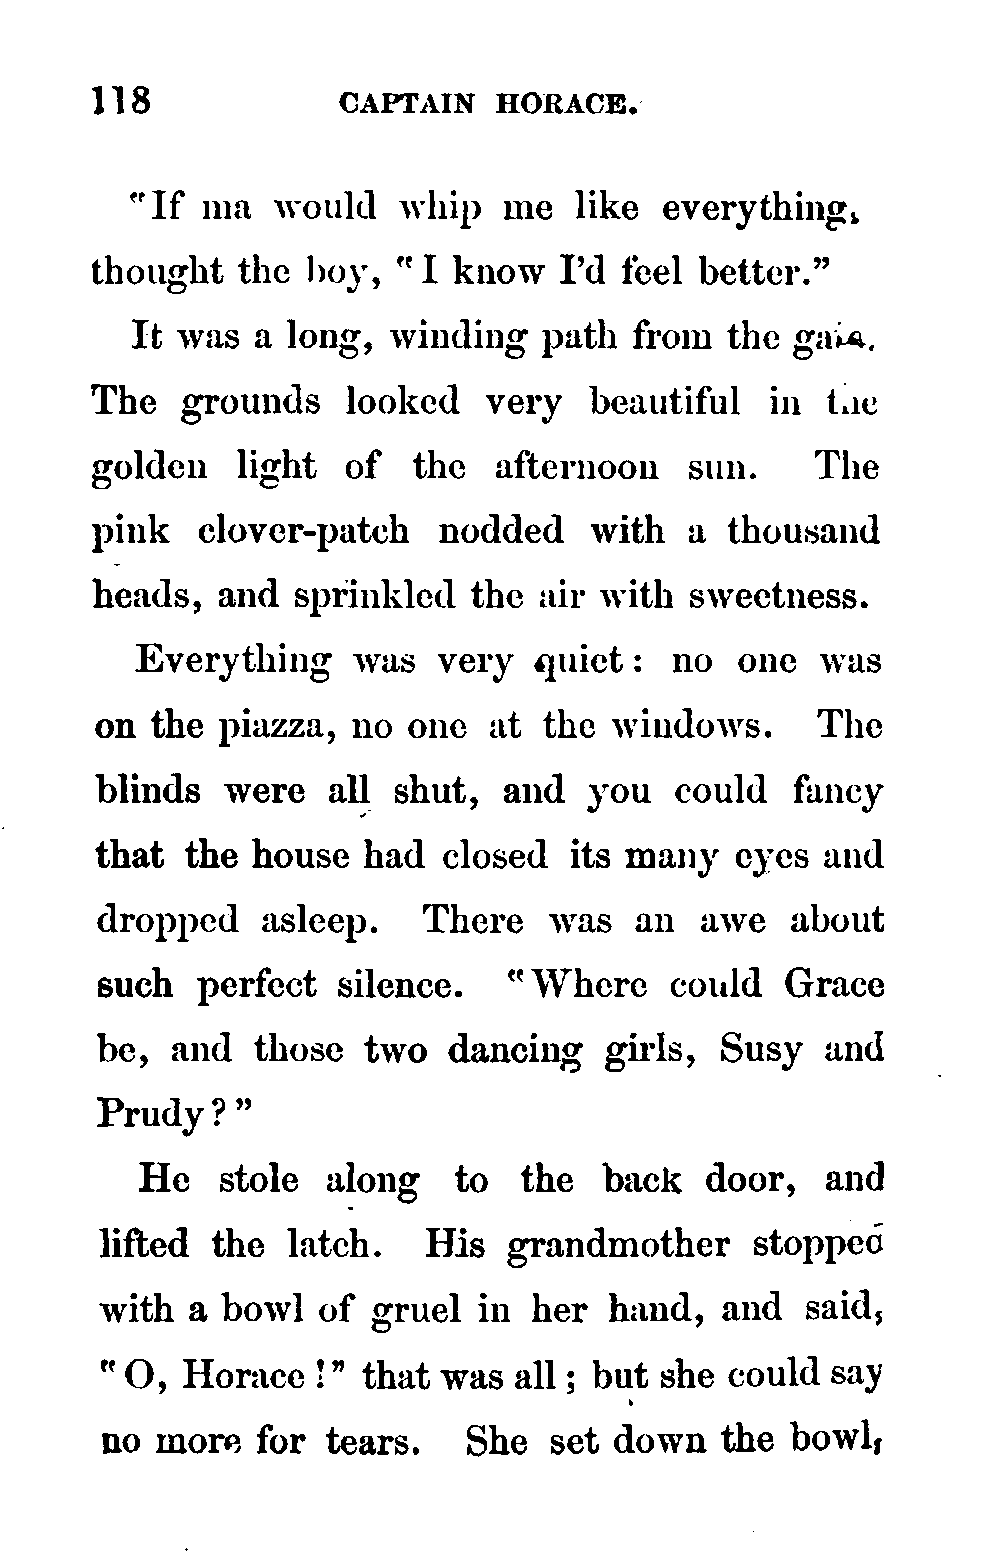 118 CAPTAIN HORACE.
"If ma would whip me like everything,
thought the boy, "I know I'd feel better."
It was a long, winding path from the gate.
The grounds looked very beautiful in the
golden light of the afternoon sun. The
pink clover-patch nodded with a thousand
heads, and sprinkled the air with sweetness.
Everything was very quiet: no one was
on the piazza, no one at the windows. The
blinds were all shut, and you could fancy
that the house had closed its many eyes and
dropped asleep. There was an awe about
such perfect silence. "Where could Grace
be, and those two dancing girls, Susy and
Prudy?"
He stole along to the back door, and
lifted the latch. His grandmother stopped
with a bowl of gruel in her hand, and said,
"O, Horace!" that was all; but she could say
no more for tears. She set down the bowl,